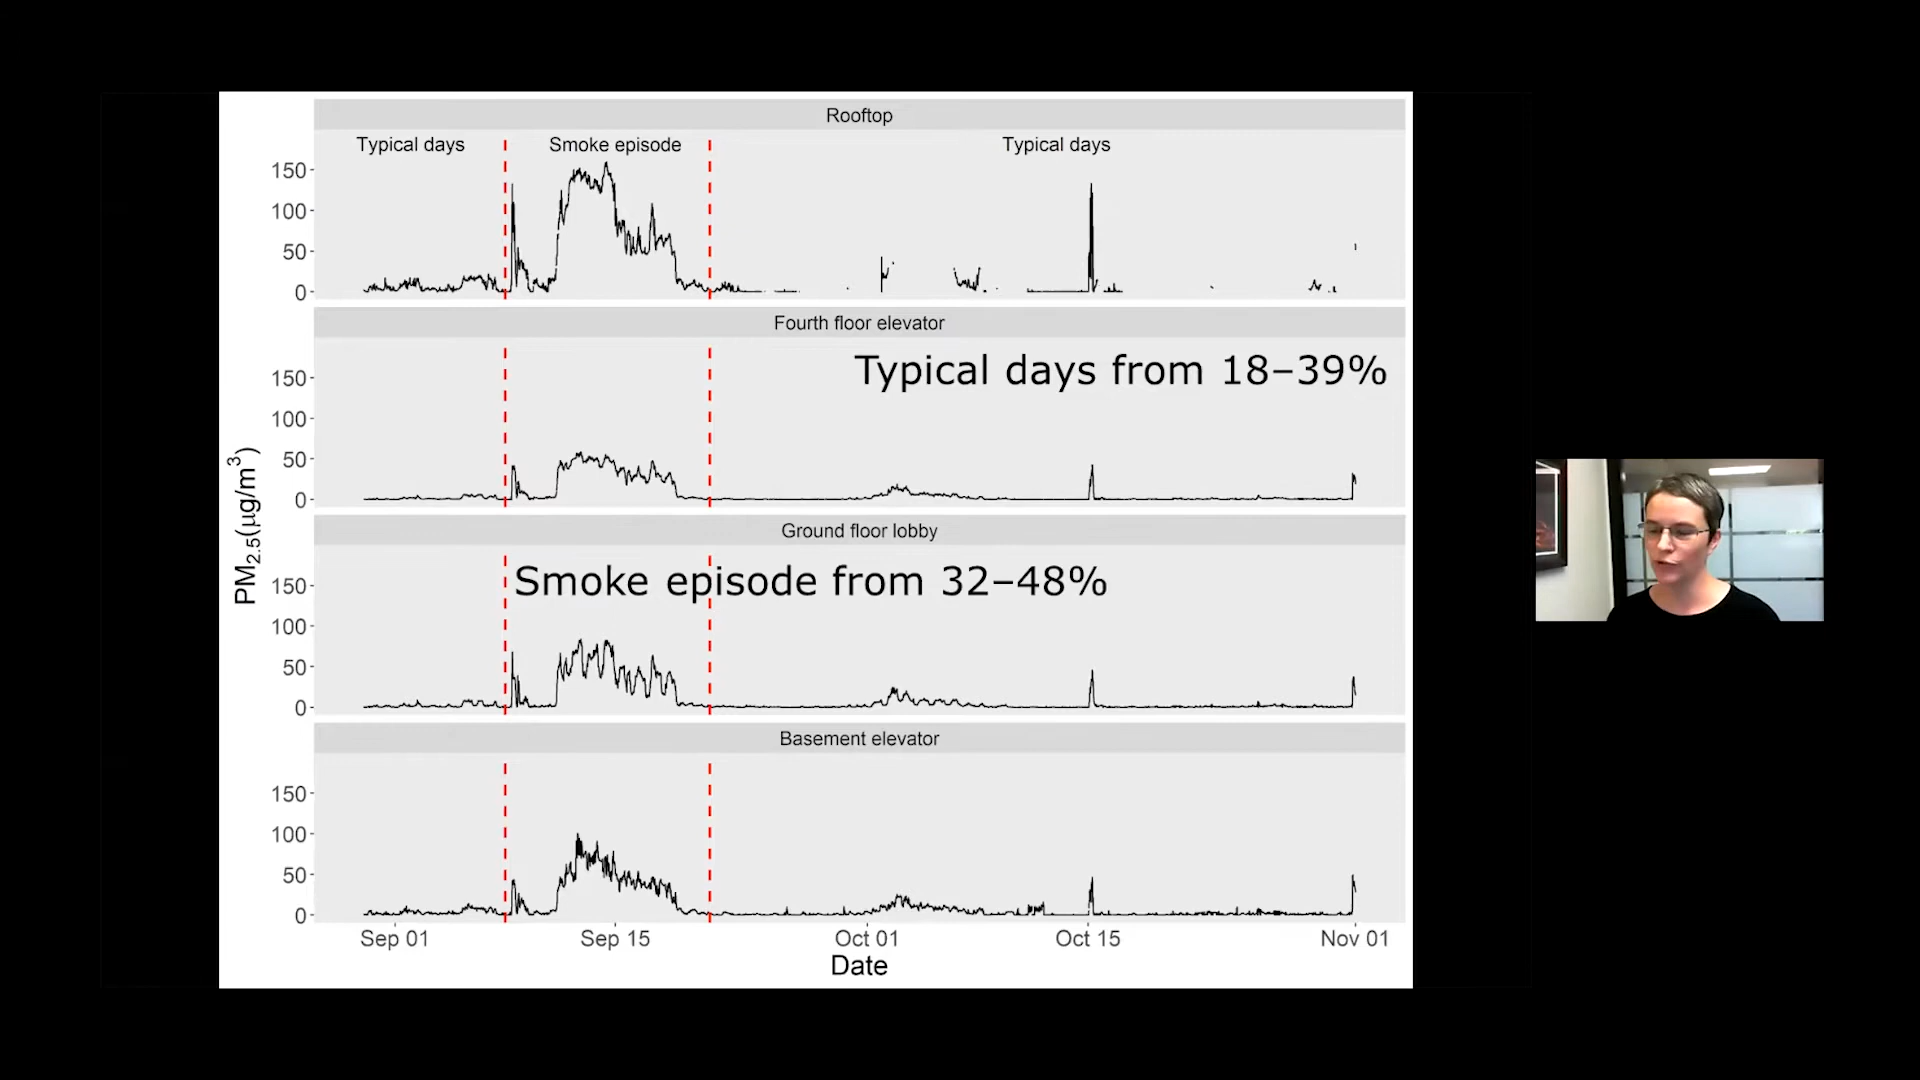 Rooftop
Typical days
Smoke episode
Typical days
150
100
50
0
Fourth floor elevator
Typical days from 18–39%
150
100
50
0
Ground floor lobby
Smoke episode from 32–48%
150
100
50
0
Basement elevator
150
100
50
0
PM2.5(µg/m³)
Sep 01
Sep 15
Oct 01
Oct 15
Nov 01
Date